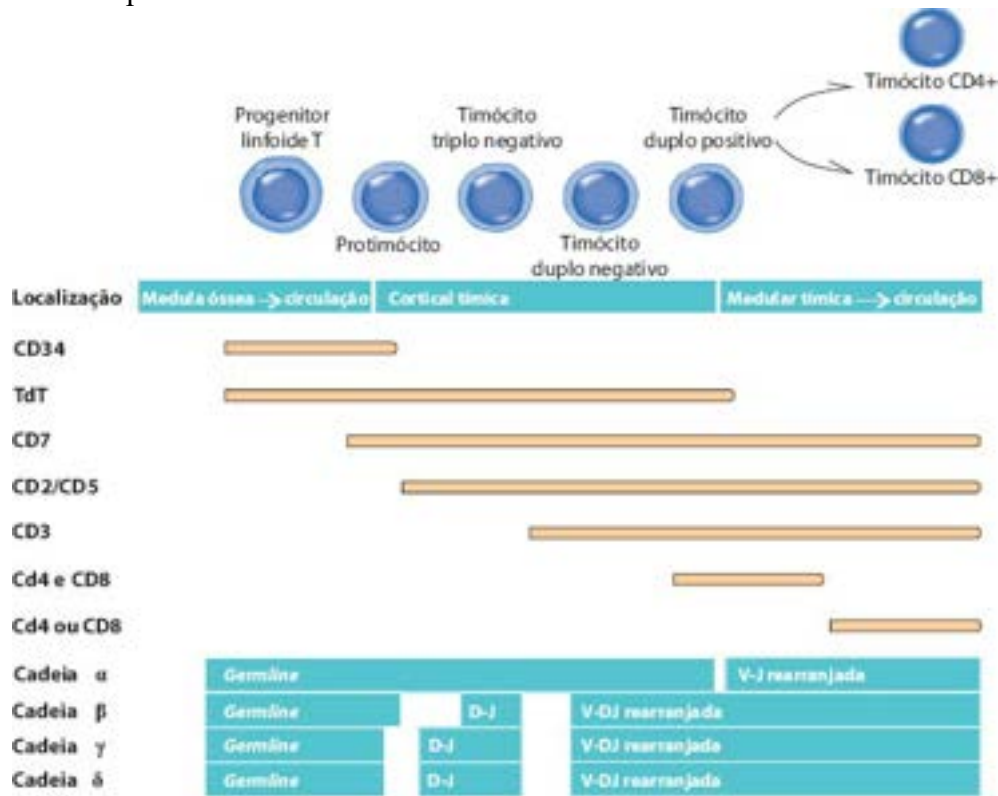 Timócito CD4+
Progenitor
linfoide T
Timócito
triplo negativo
Timócito
duplo positivo
Timócito CD8+
Protimócito
Timócito
duplo negativo
Localização Medula óssea → circulação Cortical tímica Medular tímica → circulação
CD34
TdT
CD7
CD2/CD5
CD3
Cd4 e CD8
Cd4 ou CD8
Cadeia α Germline V-J rearranjada
Cadeia β Germline D-J V-DJ rearranjada
Cadeia γ Germline D-J V-DJ rearranjada
Cadeia δ Germline D-J V-DJ rearranjada